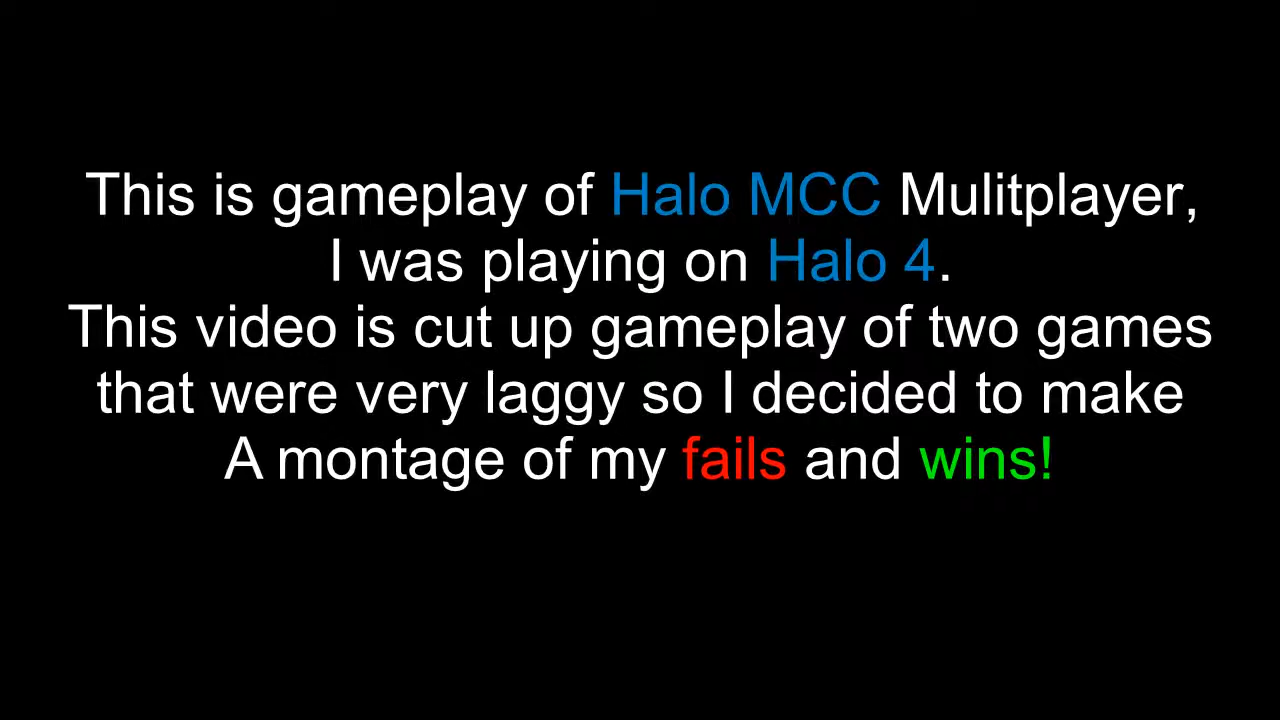 This is gameplay of Halo MCC Mulitplayer,
I was playing on Halo 4.
This video is cut up gameplay of two games
that were very laggy so I decided to make
A montage of my fails and wins!